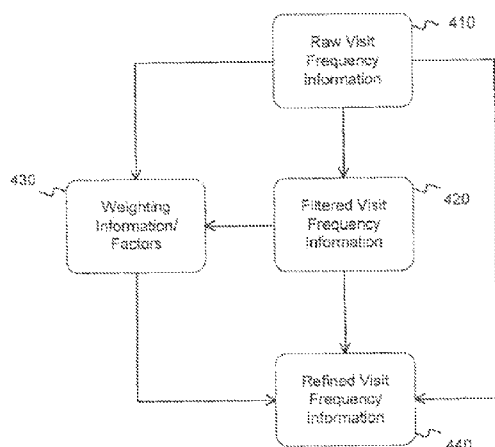 410
Raw Visit
Frequency
Information
430
Weighting
Information/
Factors
Filtered Visit
Frequency
Information
420
Refined Visit
Frequency
Information
440